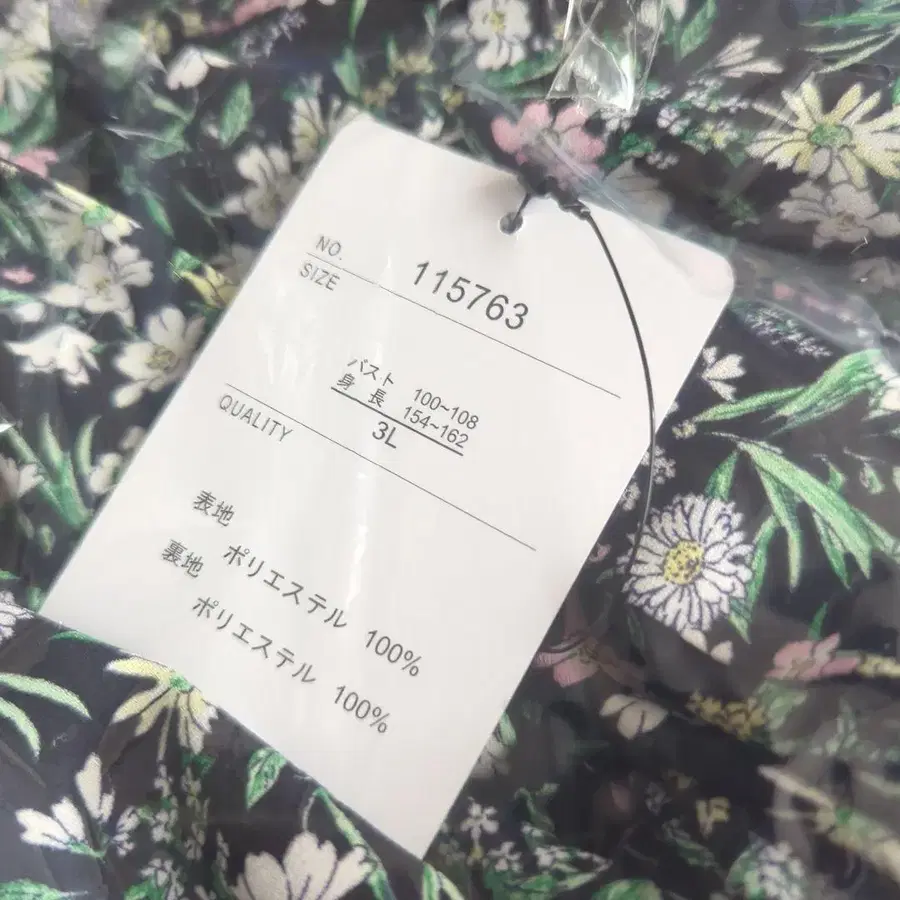 NO. 115763
SIZE
バスト 100~108
身長 154~162
3L
QUALITY
表地
ポリエステル 100%
裏地
ポリエステル 100%